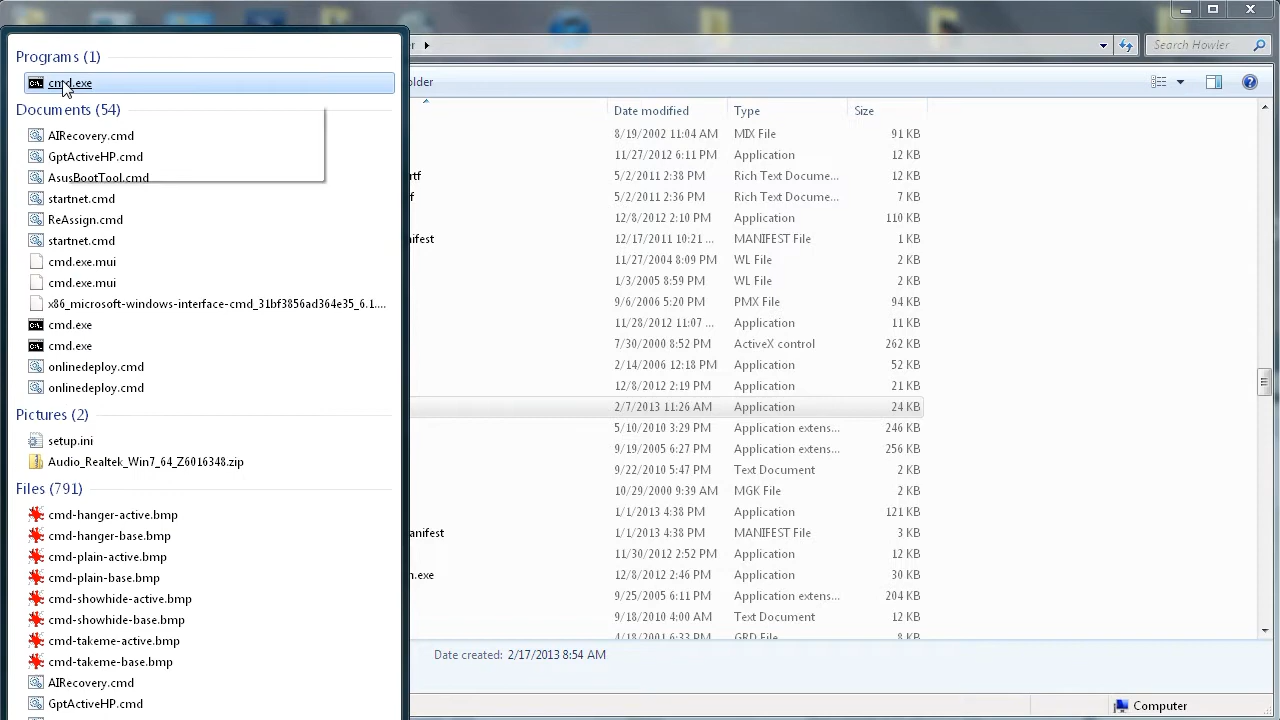 Programs (1)
cmd.exe
Documents (54)
AIRecovery.cmd
GptActiveHP.cmd
AsusBootTool.cmd
startnet.cmd
ReAssign.cmd
startnet.cmd
cmd.exe.mui
cmd.exe.mui
x86_microsoft-windows-interface-cmd_31bf3856ad364e35_6.1....
cmd.exe
cmd.exe
onlinedeploy.cmd
onlinedeploy.cmd
Pictures (2)
setup.ini
Audio_Realtek_Win7_64_Z6016348.zip
Files (791)
cmd-hanger-active.bmp
cmd-hanger-base.bmp
cmd-plain-active.bmp
cmd-plain-base.bmp
cmd-showhide-active.bmp
cmd-showhide-base.bmp
cmd-takeme-active.bmp
cmd-takeme-base.bmp
AIRecovery.cmd
GptActiveHP.cmd
er
Search Howler
older
Date modified Type Size
8/19/2002 11:04 AM MIX File 91 KB
11/27/2012 6:11 PM Application 12 KB
rtf 5/2/2011 2:38 PM Rich Text Docume... 12 KB
f 5/2/2011 2:36 PM Rich Text Docume... 7 KB
12/8/2012 2:10 PM Application 110 KB
ifest 12/17/2011 10:21 ... MANIFEST File 1 KB
11/27/2004 8:09 PM WL File 2 KB
1/3/2005 8:59 PM WL File 2 KB
9/6/2006 5:20 PM PMX File 94 KB
11/28/2012 11:07 ... Application 11 KB
7/30/2000 8:52 PM ActiveX control 262 KB
2/14/2006 12:18 PM Application 52 KB
12/8/2012 2:19 PM Application 21 KB
2/7/2013 11:26 AM Application 24 KB
5/10/2010 3:29 PM Application extens... 246 KB
9/19/2005 6:27 PM Application extens... 256 KB
9/22/2010 5:47 PM Text Document 2 KB
10/29/2000 9:39 AM MGK File 2 KB
1/1/2013 4:38 PM Application 121 KB
anifest 1/1/2013 4:38 PM MANIFEST File 3 KB
11/30/2012 2:52 PM Application 12 KB
n.exe 12/8/2012 2:46 PM Application 30 KB
9/25/2005 6:11 PM Application extens... 204 KB
9/18/2010 4:00 AM Text Document 12 KB
4/18/2001 6:33 PM GRD File 8 KB
Date created: 2/17/2013 8:54 AM
Computer